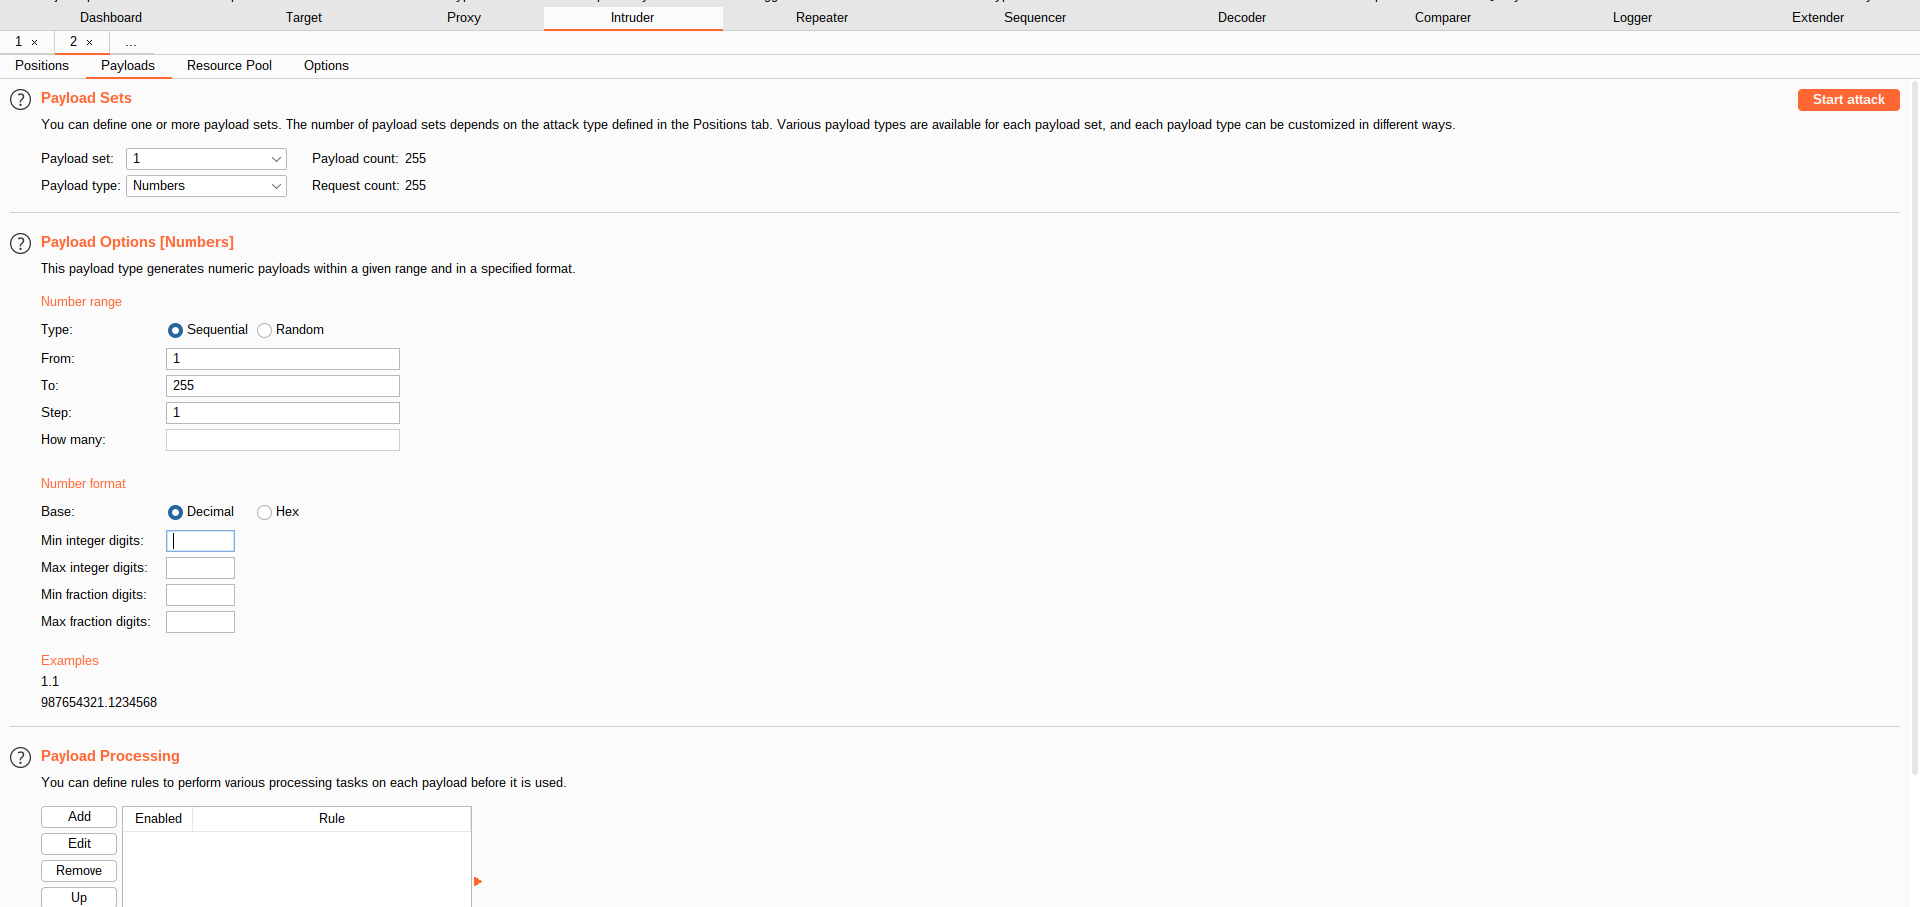 Dashboard Target Proxy Intruder Repeater Sequencer Decoder Comparer Logger Extender
1 × 2 × ...
Positions Payloads Resource Pool Options
? Payload Sets Start attack
You can define one or more payload sets. The number of payload sets depends on the attack type defined in the Positions tab. Various payload types are available for each payload set, and each payload type can be customized in different ways.
Payload set: 1 Payload count: 255
Payload type: Numbers Request count: 255
? Payload Options [Numbers]
This payload type generates numeric payloads within a given range and in a specified format.
Number range
Type: Sequential Random
From: 1
To: 255
Step: 1
How many:
Number format
Base: Decimal Hex
Min integer digits:
Max integer digits:
Min fraction digits:
Max fraction digits:
Examples
1.1
987654321.1234568
? Payload Processing
You can define rules to perform various processing tasks on each payload before it is used.
Add Enabled Rule
Edit
Remove
Up